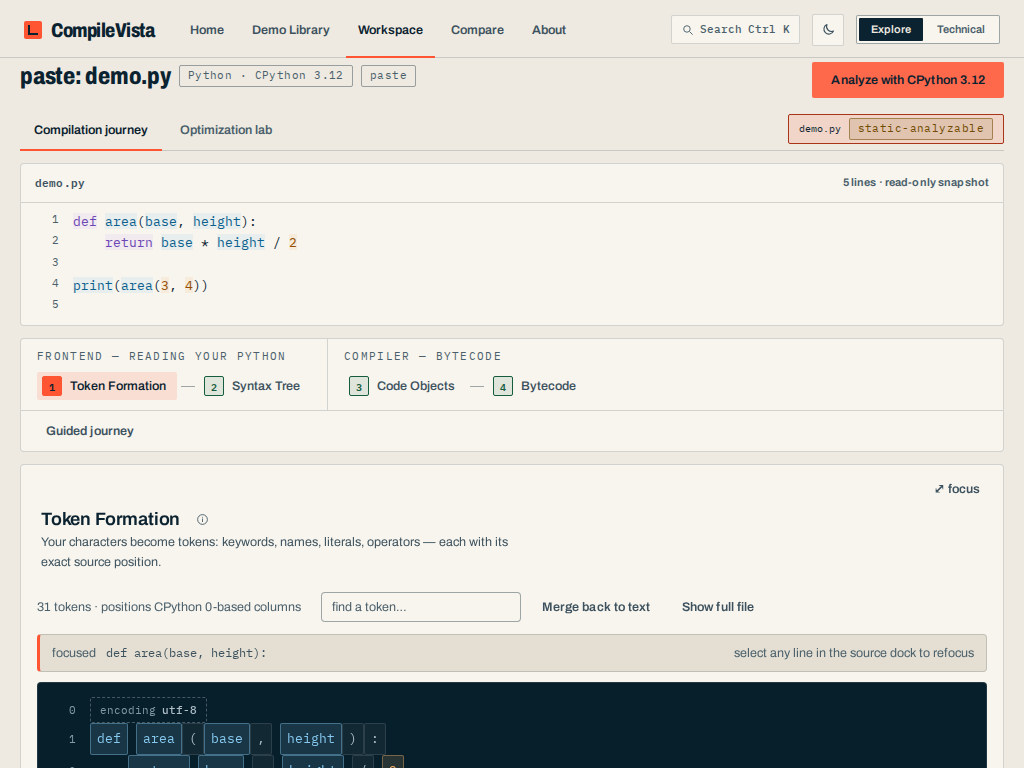 CompileVista Home Demo Library Workspace Compare About Search Ctrl K Explore Technical
paste: demo.py Python · CPython 3.12 paste Analyze with CPython 3.12
Compilation journey Optimization lab demo.py static-analyzable
demo.py 5 lines · read-only snapshot
1 def area(base, height):
2 return base * height / 2
3
4 print(area(3, 4))
5
FRONTEND — READING YOUR PYTHON COMPILER — BYTECODE
1 Token Formation — 2 Syntax Tree 3 Code Objects — 4 Bytecode
Guided journey
⤢ focus
Token Formation
Your characters become tokens: keywords, names, literals, operators — each with its
exact source position.
31 tokens · positions CPython 0-based columns find a token... Merge back to text Show full file
focused def area(base, height): select any line in the source dock to refocus
0 encoding utf-8
1 def area ( base , height ) :